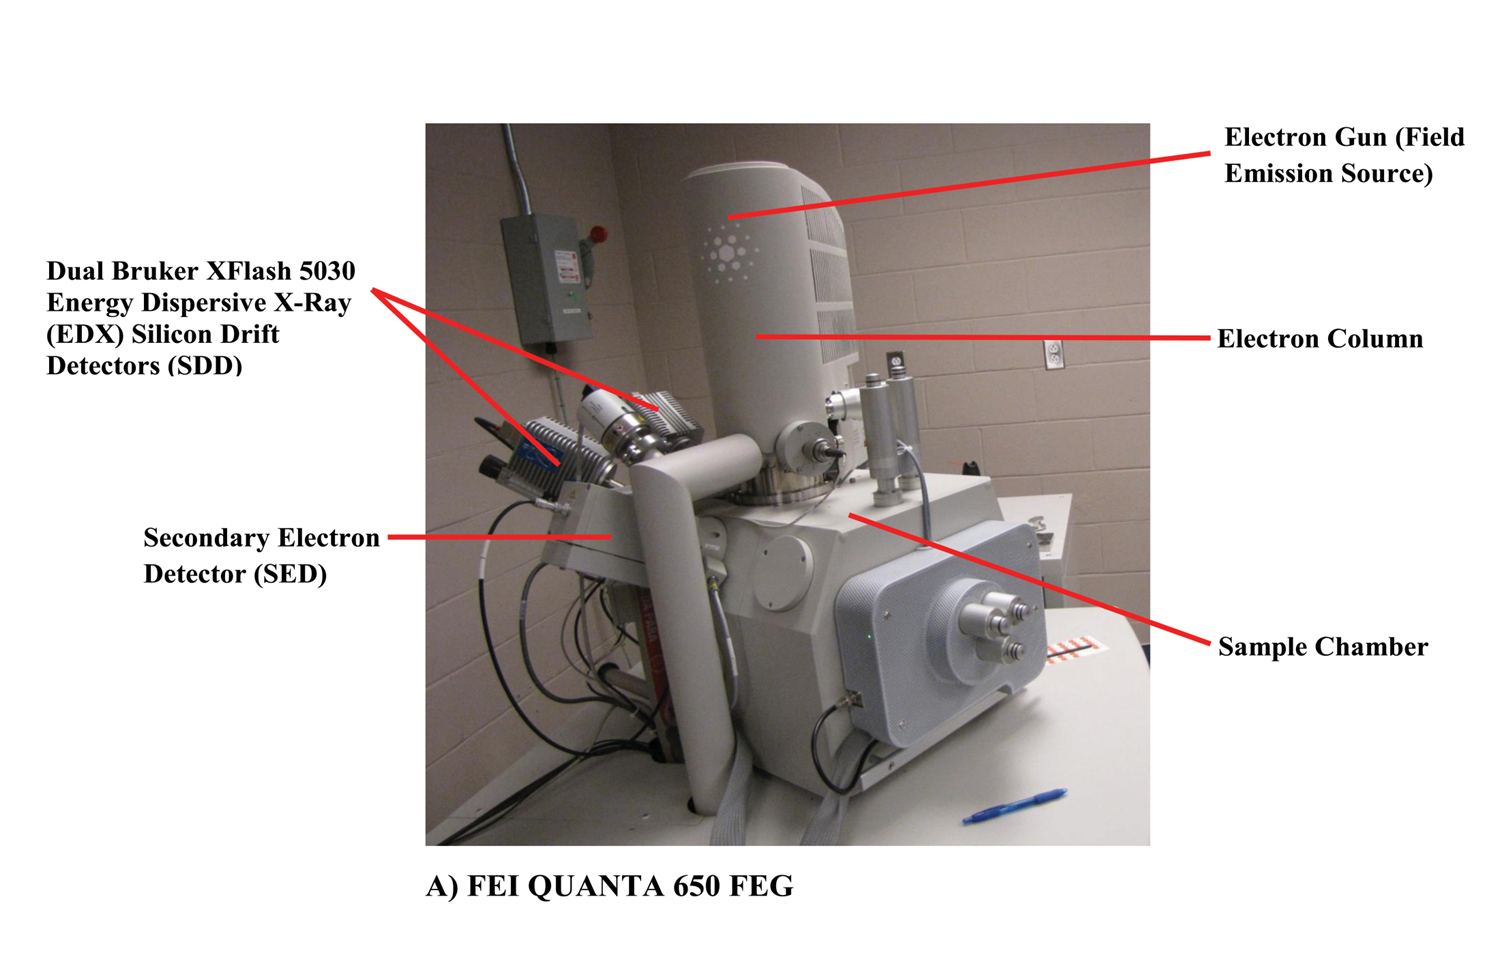 Electron Gun (Field
Emission Source)
Dual Bruker XFlash 5030
Energy Dispersive X-Ray
(EDX) Silicon Drift
Detectors (SDD)
Electron Column
Secondary Electron
Detector (SED)
Sample Chamber
A) FEI QUANTA 650 FEG